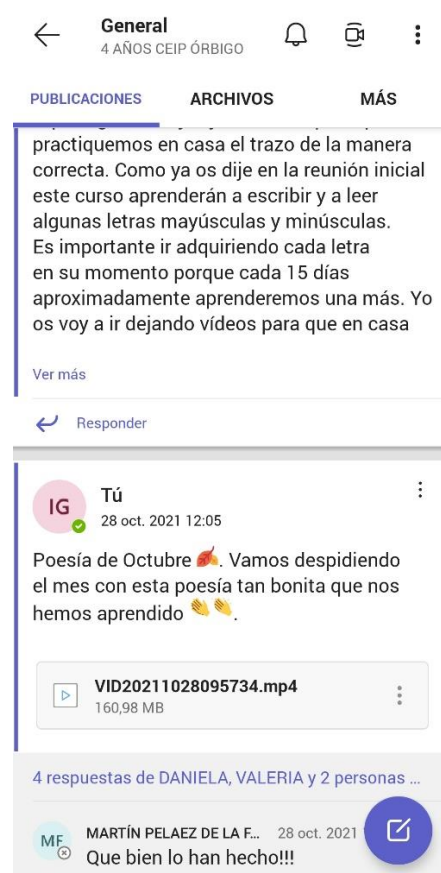 General
4 AÑOS CEIP ÓRBIGO
PUBLICACIONES ARCHIVOS MÁS
practiquemos en casa el trazo de la manera
correcta. Como ya os dije en la reunión inicial
este curso aprenderán a escribir y a leer
algunas letras mayúsculas y minúsculas.
Es importante ir adquiriendo cada letra
en su momento porque cada 15 días
aproximadamente aprenderemos una más. Yo
os voy a ir dejando vídeos para que en casa
Ver más
Responder
IG
Tú
28 oct. 2021 12:05
Poesía de Octubre 🍂. Vamos despidiendo
el mes con esta poesía tan bonita que nos
hemos aprendido 👏👏.
VID20211028095734.mp4
160,98 MB
4 respuestas de DANIELA, VALERIA y 2 personas ...
MF
MARTÍN PELAEZ DE LA F... 28 oct. 2021
Que bien lo han hecho!!!